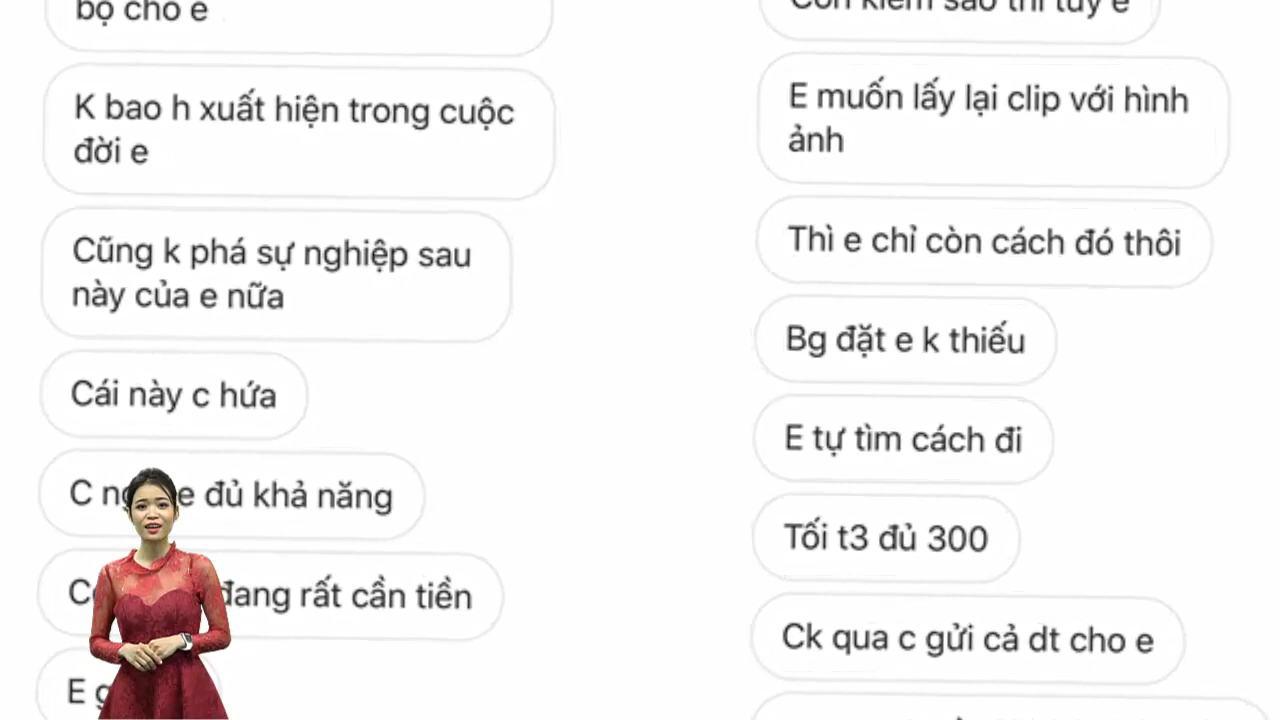 bộ cho e
K bao h xuất hiện trong cuộc
đời e
Cũng k phá sự nghiệp sau
này của e nữa
Cái này c hứa
C e đủ khả năng
đang rất cần tiền
E
Còn kiếm sao thì tùy e
E muốn lấy lại clip với hình
ảnh
Thì e chỉ còn cách đó thôi
Bg đặt e k thiếu
E tự tìm cách đi
Tối t3 đủ 300
Ck qua c gửi cả dt cho e